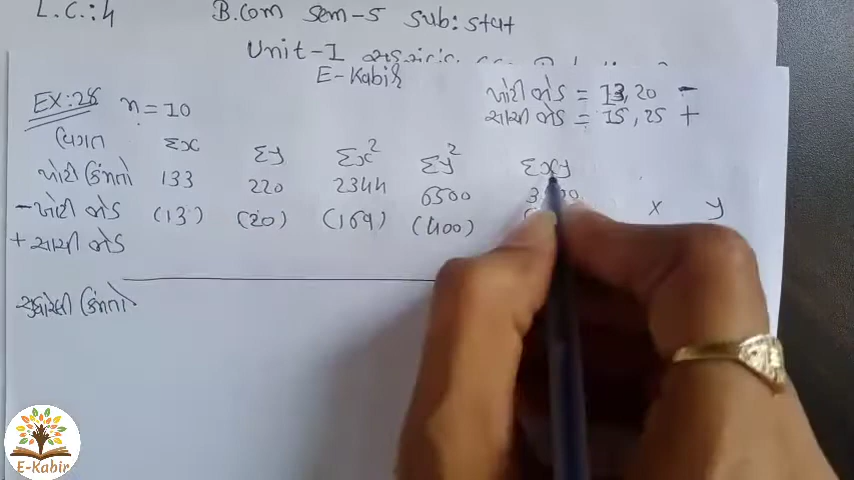 L.C.:4 B.Com Sem-5 Sub: Stat
Unit-I
E-Kabir
EX:28 n=10
ખોટી જોડ = 13,20 -
સાચી જોડ = 15,25 +
વિગત Σx Σy Σx² Σy² Σxy
ખોટી કિંમતો 133 220 2344 6500
- ખોટી જોડ (13) (20) (169) (400) x y
+ સાચી જોડ
સુધારેલી કિંમતો
E-Kabir